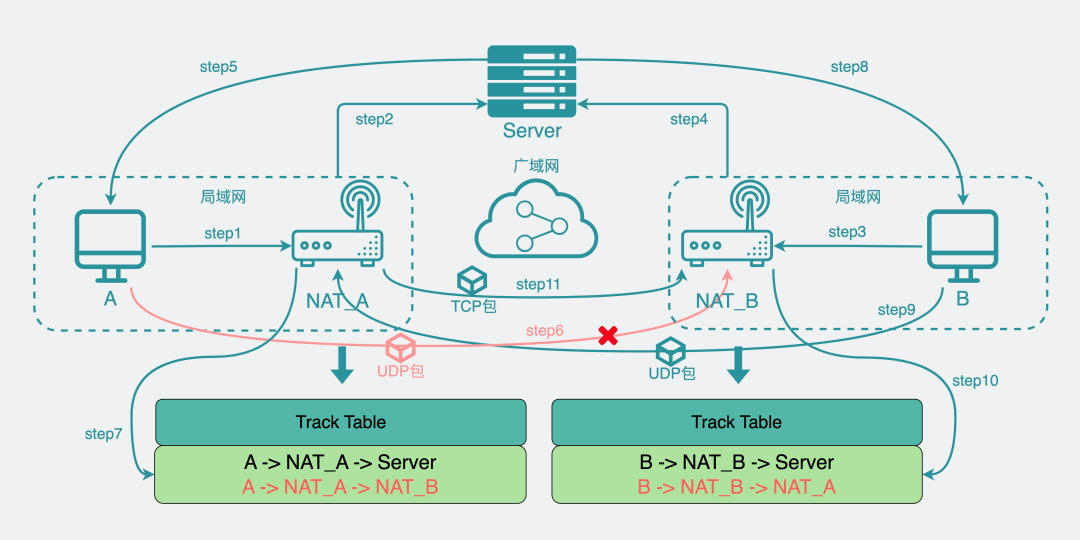 step5
step8
step2
step4
Server
广域网
局域网
局域网
step1
step3
A
NAT_A
step11
TCP包
NAT_B
B
step9
step6
UDP包
UDP包
step10
step7
Track Table
A -> NAT_A -> Server
A -> NAT_A -> NAT_B
Track Table
B -> NAT_B -> Server
B -> NAT_B -> NAT_A